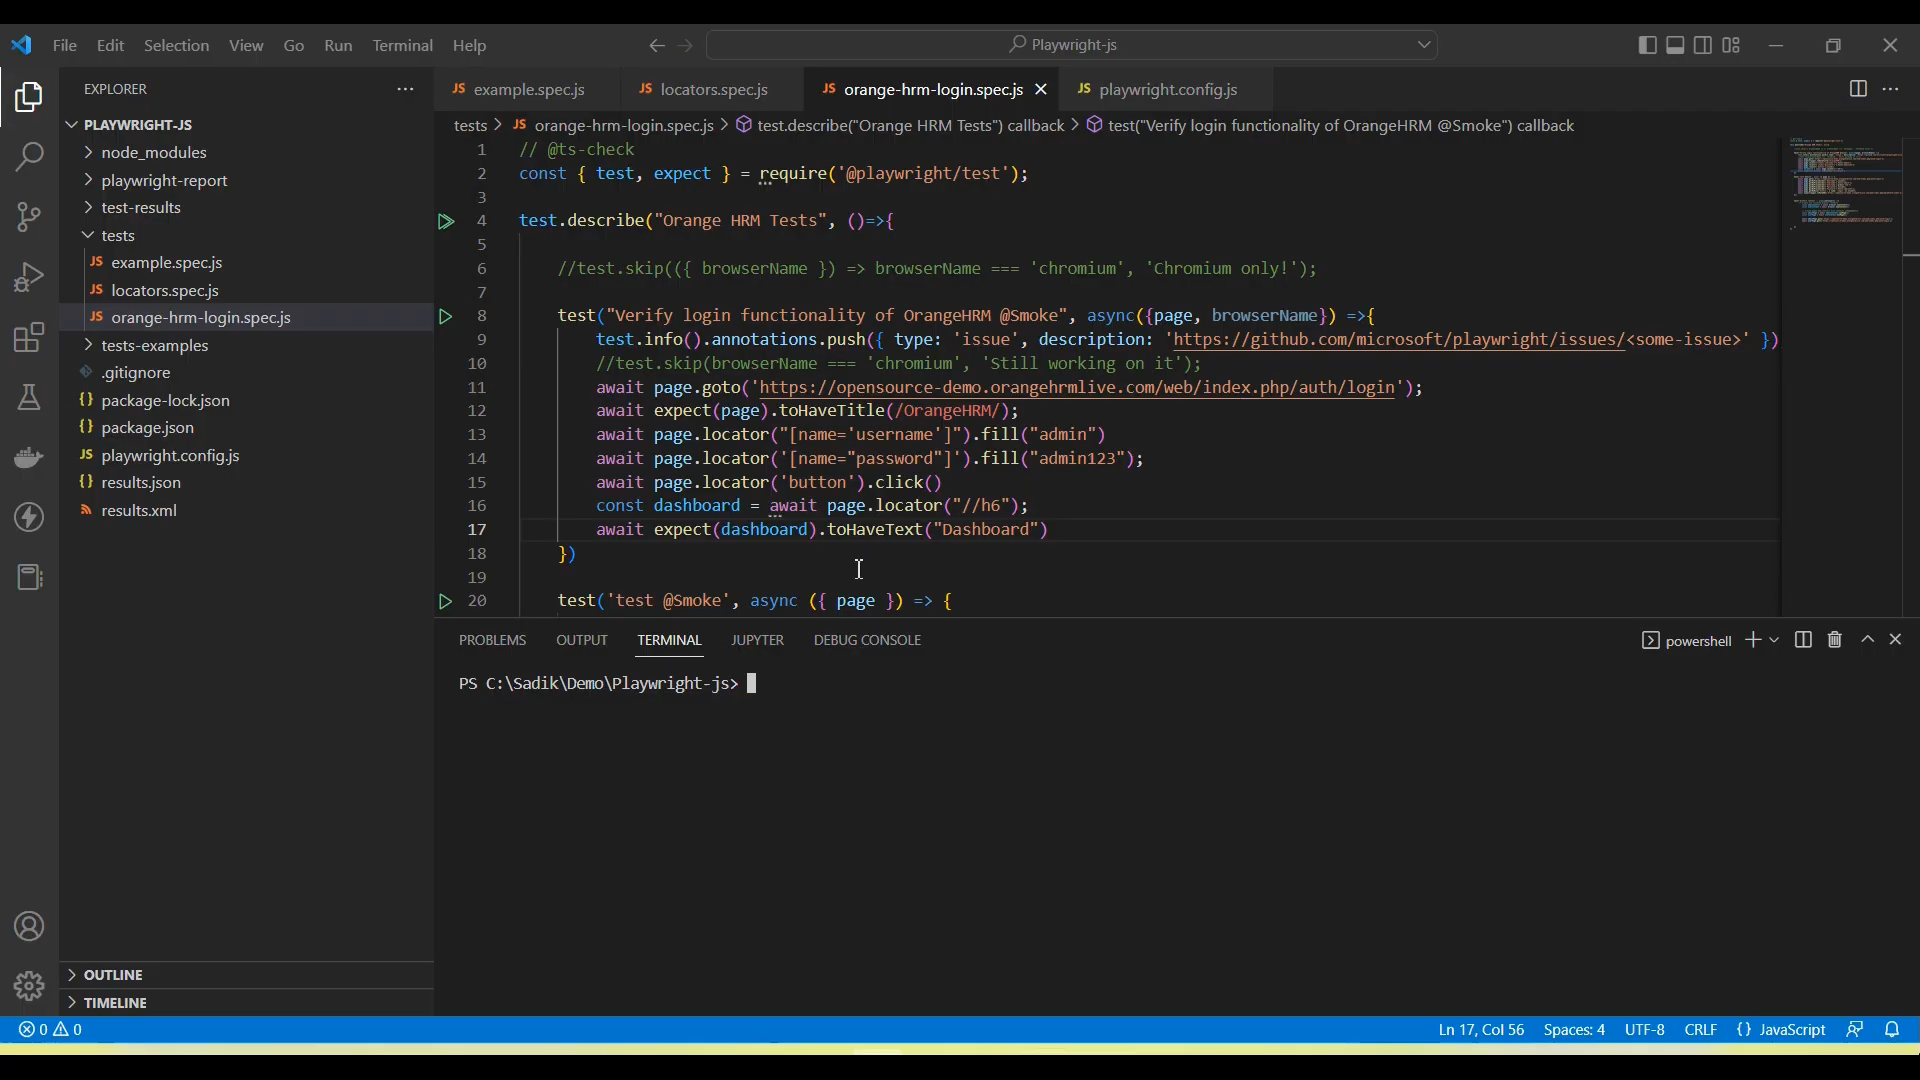 File Edit Selection View Go Run Terminal Help
Playwright-js
EXPLORER
PLAYWRIGHT-JS
node_modules
playwright-report
test-results
tests
JS example.spec.js
JS locators.spec.js
JS orange-hrm-login.spec.js
tests-examples
.gitignore
{} package-lock.json
{} package.json
JS playwright.config.js
{} results.json
results.xml
OUTLINE
TIMELINE
JS example.spec.js JS locators.spec.js JS orange-hrm-login.spec.js JS playwright.config.js
tests > JS orange-hrm-login.spec.js > test.describe("Orange HRM Tests") callback > test("Verify login functionality of OrangeHRM @Smoke") callback
1 // @ts-check
2 const { test, expect } = require('@playwright/test');
3
4 test.describe("Orange HRM Tests", ()=>{
5
6 //test.skip(({ browserName }) => browserName === 'chromium', 'Chromium only!');
7
8 test("Verify login functionality of OrangeHRM @Smoke", async({page, browserName}) =>{
9 test.info().annotations.push({ type: 'issue', description: 'https://github.com/microsoft/playwright/issues/<some-issue>' })
10 //test.skip(browserName === 'chromium', 'Still working on it');
11 await page.goto('https://opensource-demo.orangehrmlive.com/web/index.php/auth/login');
12 await expect(page).toHaveTitle(/OrangeHRM/);
13 await page.locator("[name='username']").fill("admin")
14 await page.locator('[name="password"]').fill("admin123");
15 await page.locator('button').click()
16 const dashboard = await page.locator("//h6");
17 await expect(dashboard).toHaveText("Dashboard")
18 })
19
20 test('test @Smoke', async ({ page }) => {
PROBLEMS OUTPUT TERMINAL JUPYTER DEBUG CONSOLE
powershell
PS C:\Sadik\Demo\Playwright-js>
0 0
Ln 17, Col 56 Spaces: 4 UTF-8 CRLF {} JavaScript